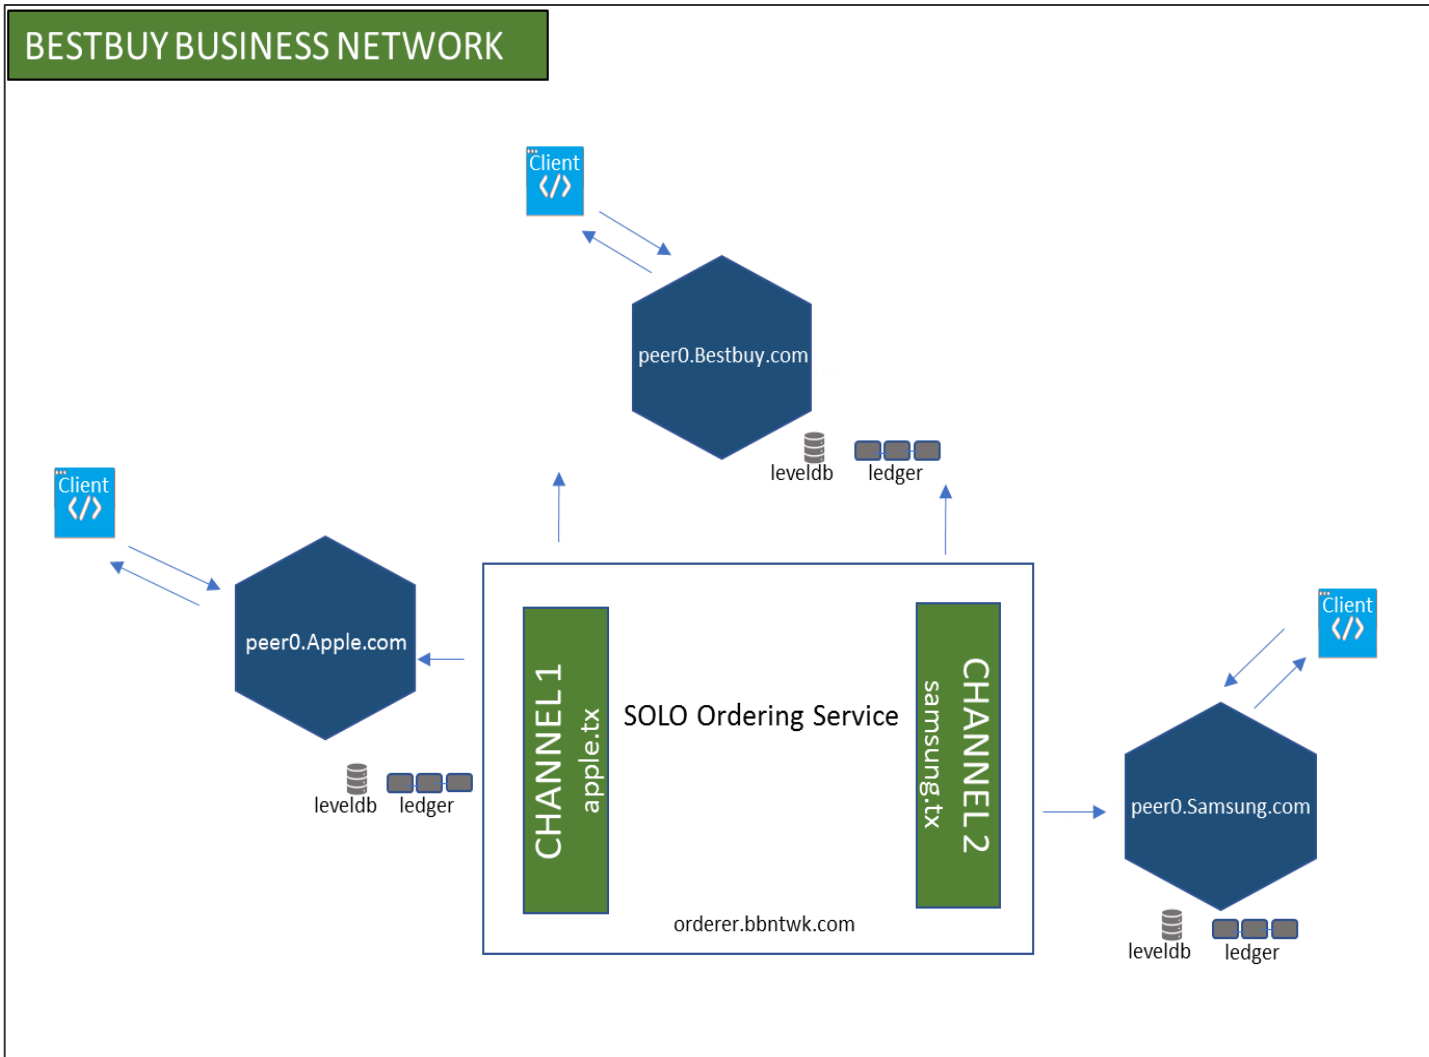 BESTBUY BUSINESS NETWORK
Client
</>
peer0.Bestbuy.com
leveldb
ledger
Client
</>
peer0.Apple.com
leveldb
ledger
CHANNEL 1
apple.tx
SOLO Ordering Service
CHANNEL 2
samsung.tx
orderer.bbntwk.com
Client
</>
peer0.Samsung.com
leveldb
ledger